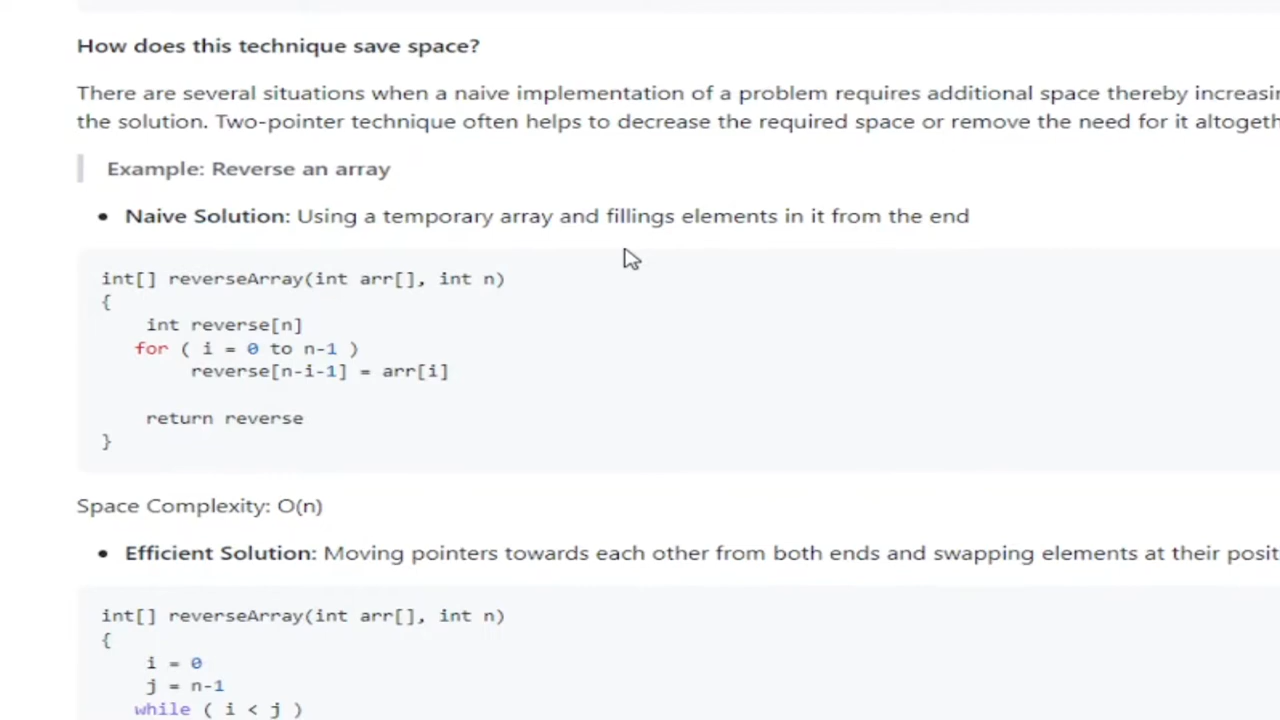 How does this technique save space?
There are several situations when a naive implementation of a problem requires additional space thereby
the solution. Two-pointer technique often helps to decrease the required space or remove the need for it
Example: Reverse an array
• Naive Solution: Using a temporary array and fillings elements in it from the end
int[] reverseArray(int arr[], int n)
{
int reverse[n]
for ( i = 0 to n-1 )
reverse[n-i-1] = arr[i]
return reverse
}
Space Complexity: O(n)
• Efficient Solution: Moving pointers towards each other from both ends and swapping elements at their
int[] reverseArray(int arr[], int n)
{
i = 0
j = n-1
while ( i < j )